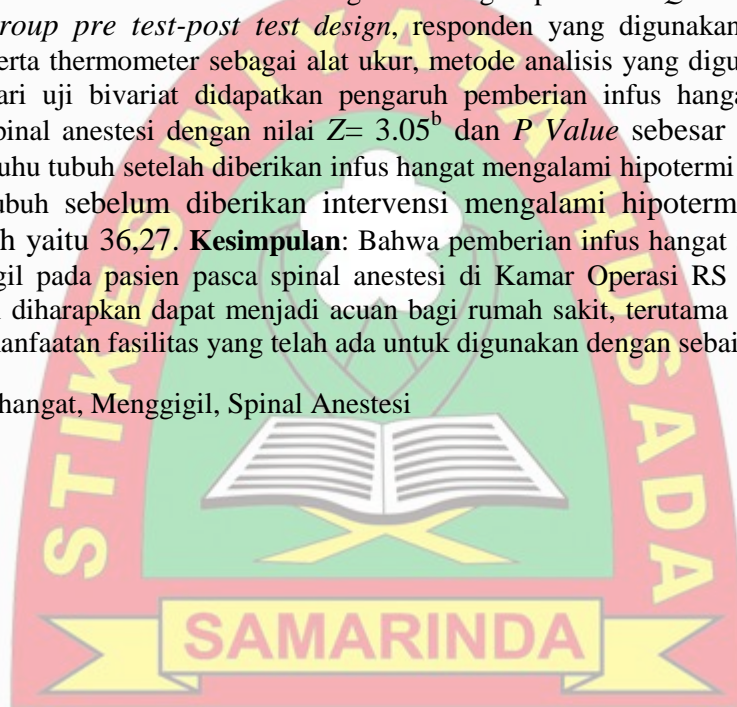 group pre test-post test design, responden yang digunakan
erta thermometer sebagai alat ukur, metode analisis yang digu
ari uji bivariat didapatkan pengaruh pemberian infus hanga
pinal anestesi dengan nilai Z= 3.05b dan P Value sebesar
uhu tubuh setelah diberikan infus hangat mengalami hipotermi
ubuh sebelum diberikan intervensi mengalami hipoterm
h yaitu 36,27. Kesimpulan: Bahwa pemberian infus hangat
gil pada pasien pasca spinal anestesi di Kamar Operasi RS
diharapkan dapat menjadi acuan bagi rumah sakit, terutama
anfaatan fasilitas yang telah ada untuk digunakan dengan sebai
hangat, Menggigil, Spinal Anestesi
STIKES WIYATA HUSADA
SAMARINDA